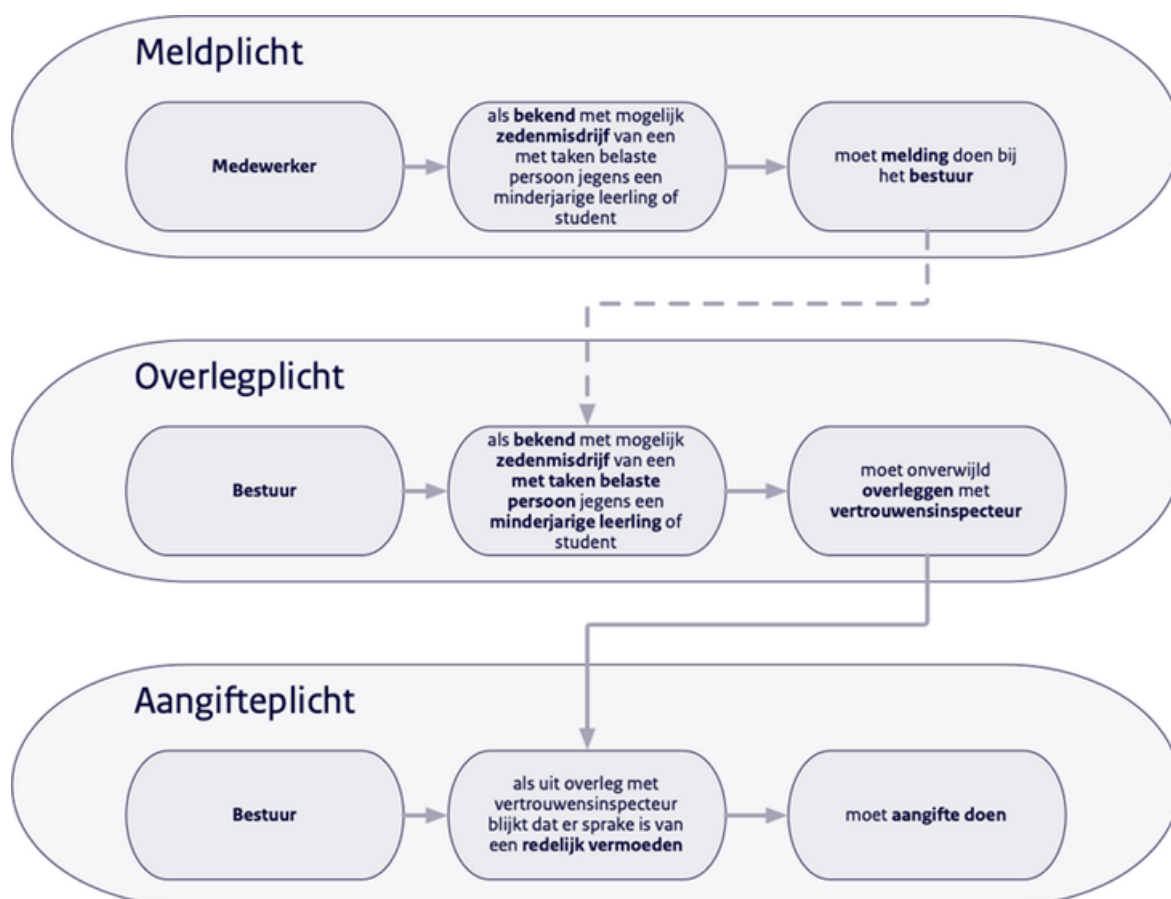 Meldplicht
Medewerker
als bekend met mogelijk
zedenmisdrijf van een
met taken belaste
persoon jegens een
minderjarige leerling of
student
moet melding doen bij
het bestuur
Overlegplicht
Bestuur
als bekend met mogelijk
zedenmisdrijf van een
met taken belaste
persoon jegens een
minderjarige leerling of
student
moet onverwijld
overleggen met
vertrouwensinspecteur
Aangifteplicht
Bestuur
als uit overleg met
vertrouwensinspecteur
blijkt dat er sprake is van
een redelijk vermoeden
moet aangifte doen